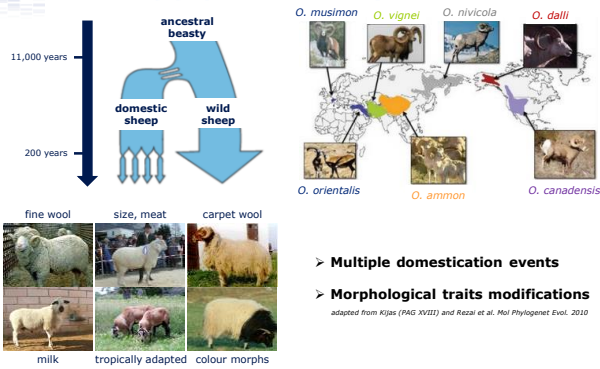 ancestral
beasty
11,000 years
domestic
sheep
wild
sheep
200 years
O. musimon
O. vignei
O. nivicola
O. dalli
O. orientalis
O. ammon
O. canadensis
fine wool
size, meat
carpet wool
milk
tropically adapted
colour morphs
➢ Multiple domestication events
➢ Morphological traits modifications
adapted from Kijas (PAG XVIII) and Rezai et al. Mol Phylogenet Evol. 2010